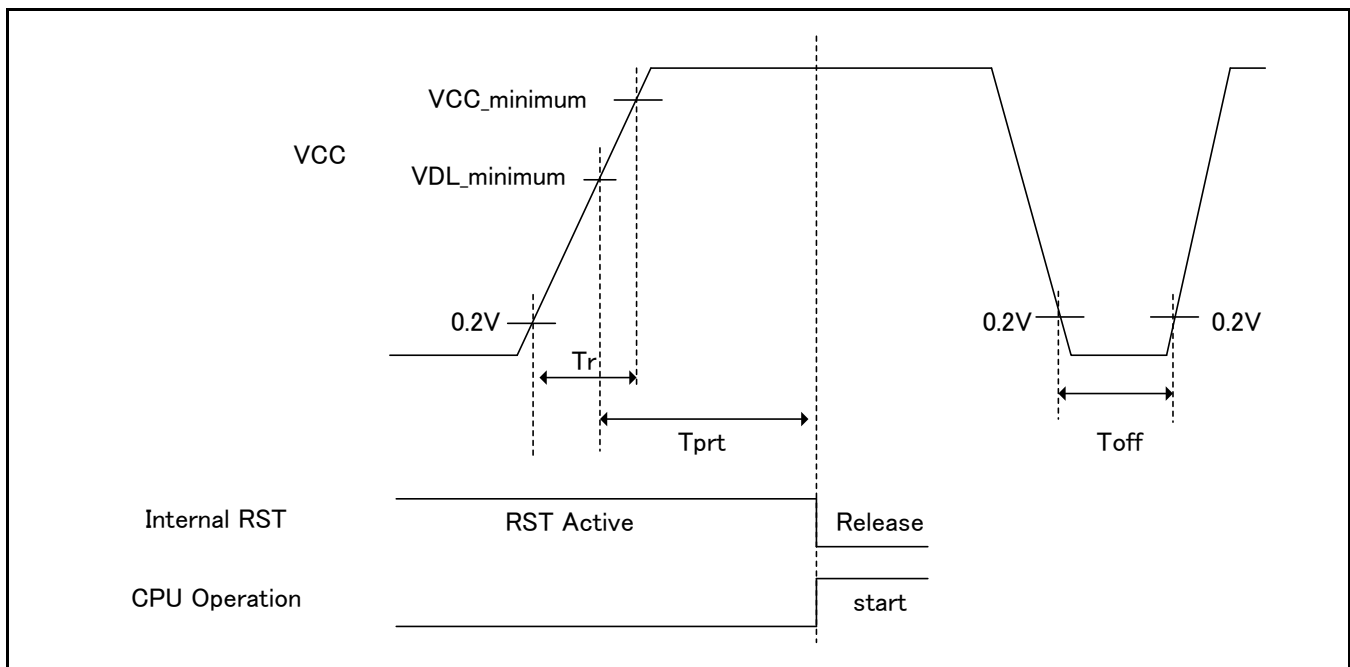 VCC_minimum
VCC
VDL_minimum
0.2V
0.2V
0.2V
Tr
Tprt
Toff
Internal RST
RST Active
Release
CPU Operation
start